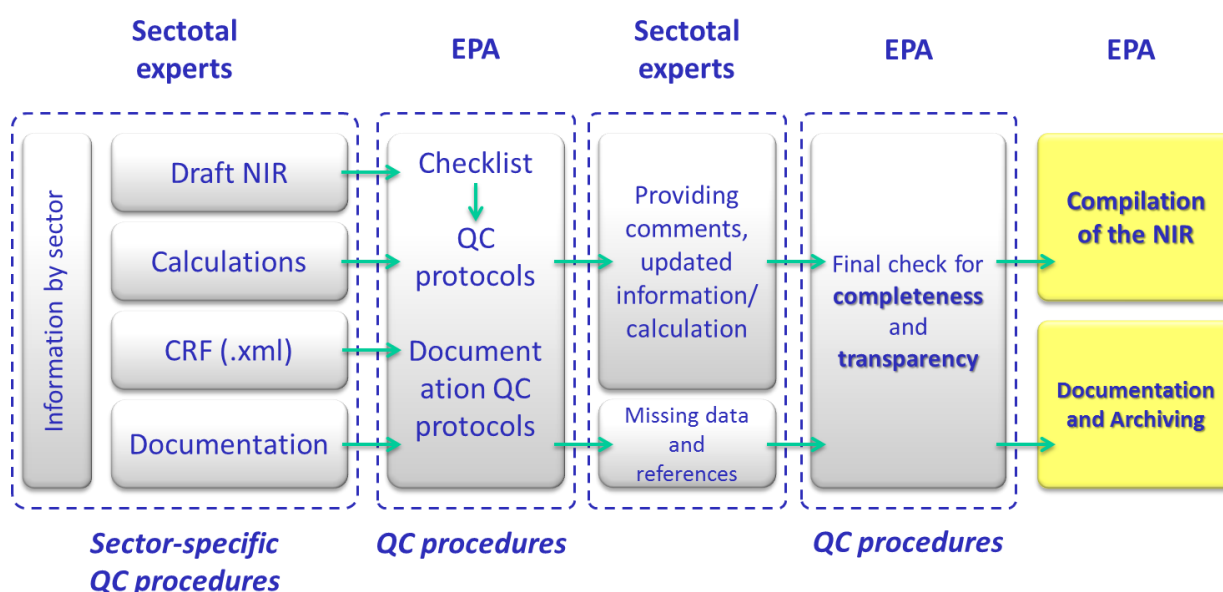 Sectotal
experts
EPA
Sectotal
experts
EPA
EPA
Information by sector
Draft NIR
Calculations
CRF (.xml)
Documentation
Checklist
QC
protocols
Document
ation QC
protocols
Providing
comments,
updated
information/
calculation
Missing data
and
references
Final check for
completeness
and
transparency
Compilation
of the NIR
Documentation
and Archiving
Sector-specific
QC procedures
QC procedures
QC procedures